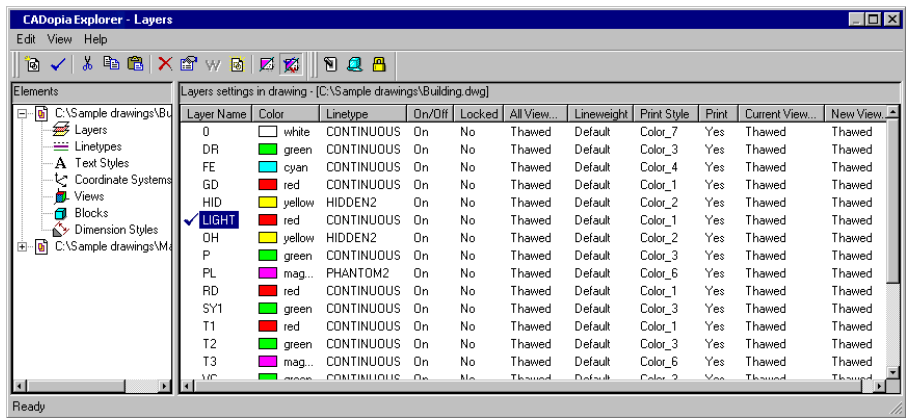 CADopia Explorer - Layers
Edit View Help
Elements
Layers settings in drawing - [C:\Sample drawings\Building.dwg]
C:\Sample drawings\Bu
Layers
Linetypes
Text Styles
Coordinate Systems
Views
Blocks
Dimension Styles
C:\Sample drawings\Ma
Layer Name Color Linetype On/Off Locked All View... Lineweight Print Style Print Current View... New View.
0 white CONTINUOUS On No Thawed Default Color_7 Yes Thawed Thawed
DR green CONTINUOUS On No Thawed Default Color_3 Yes Thawed Thawed
FE cyan CONTINUOUS On No Thawed Default Color_4 Yes Thawed Thawed
GD red CONTINUOUS On No Thawed Default Color_1 Yes Thawed Thawed
HID yellow HIDDEN2 On No Thawed Default Color_2 Yes Thawed Thawed
LIGHT red CONTINUOUS On No Thawed Default Color_1 Yes Thawed Thawed
OH yellow HIDDEN2 On No Thawed Default Color_2 Yes Thawed Thawed
P green CONTINUOUS On No Thawed Default Color_3 Yes Thawed Thawed
PL mag... PHANTOM2 On No Thawed Default Color_6 Yes Thawed Thawed
RD red CONTINUOUS On No Thawed Default Color_1 Yes Thawed Thawed
SY1 green CONTINUOUS On No Thawed Default Color_3 Yes Thawed Thawed
T1 red CONTINUOUS On No Thawed Default Color_1 Yes Thawed Thawed
T2 green CONTINUOUS On No Thawed Default Color_3 Yes Thawed Thawed
T3 mag... CONTINUOUS On No Thawed Default Color_6 Yes Thawed Thawed
green CONTINUOUS On No Thawed Default Yes Thawed Thawed
Ready